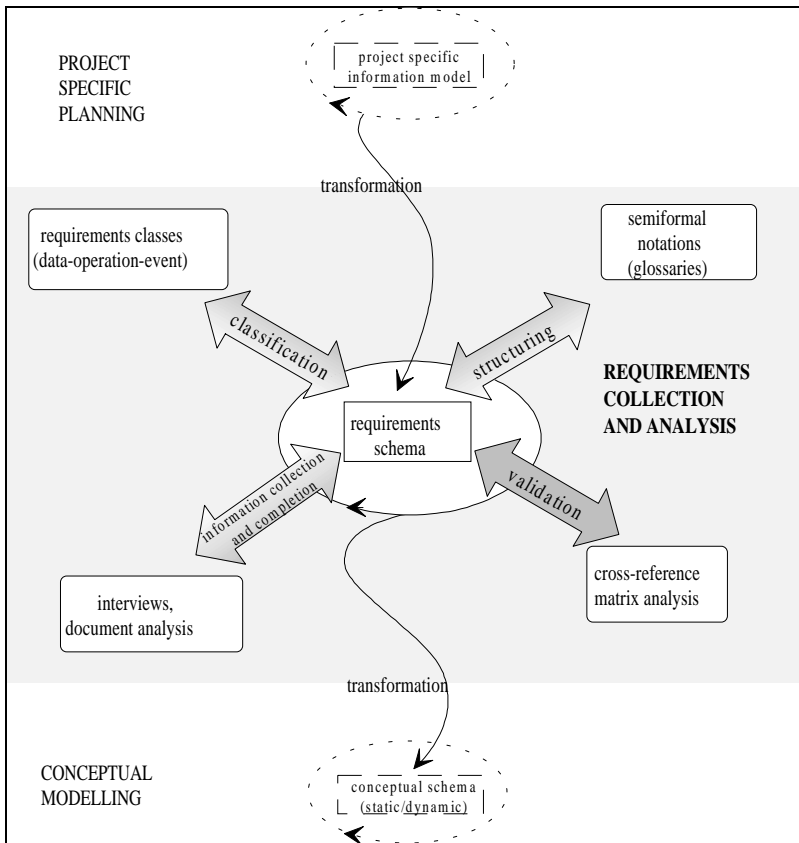 PROJECT
SPECIFIC
PLANNING
project specific
information model
transformation
requirements classes
(data-operation-event)
semiformal
notations
(glossaries)
classification
structuring
REQUIREMENTS
COLLECTION
AND ANALYSIS
requirements
schema
information collection
and completion
validation
interviews,
document analysis
cross-reference
matrix analysis
transformation
CONCEPTUAL
MODELLING
conceptual schema
(static/dynamic)